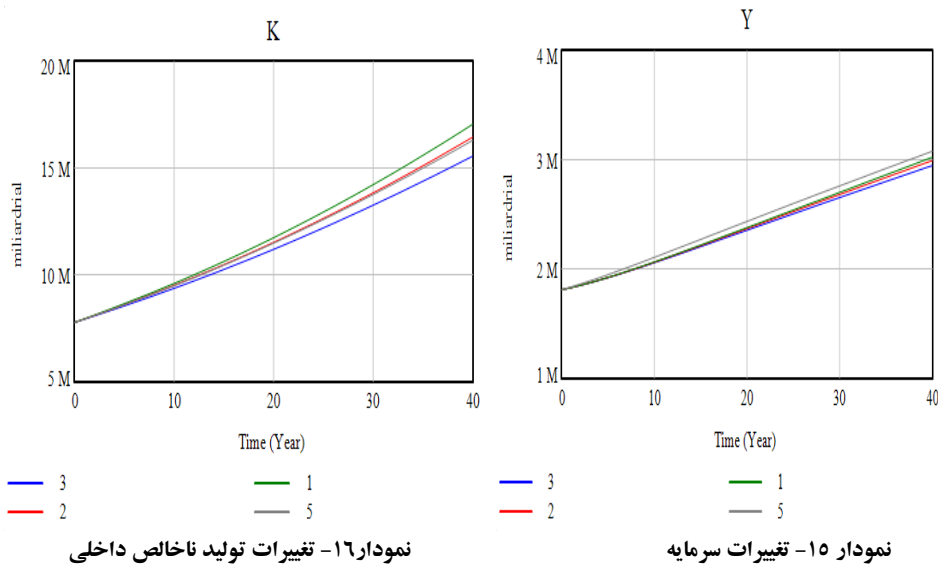 K
20 M
15 M
10 M
5 M
miliardrial
0 10 20 30 40
Time (Year)
3 1
2 5
نمودار١٦- تغییرات تولید ناخالص داخلی
Y
4 M
3 M
2 M
1 M
miliardrial
0 10 20 30 40
Time (Year)
3 1
2 5
نمودار ١٥- تغییرات سرمایه